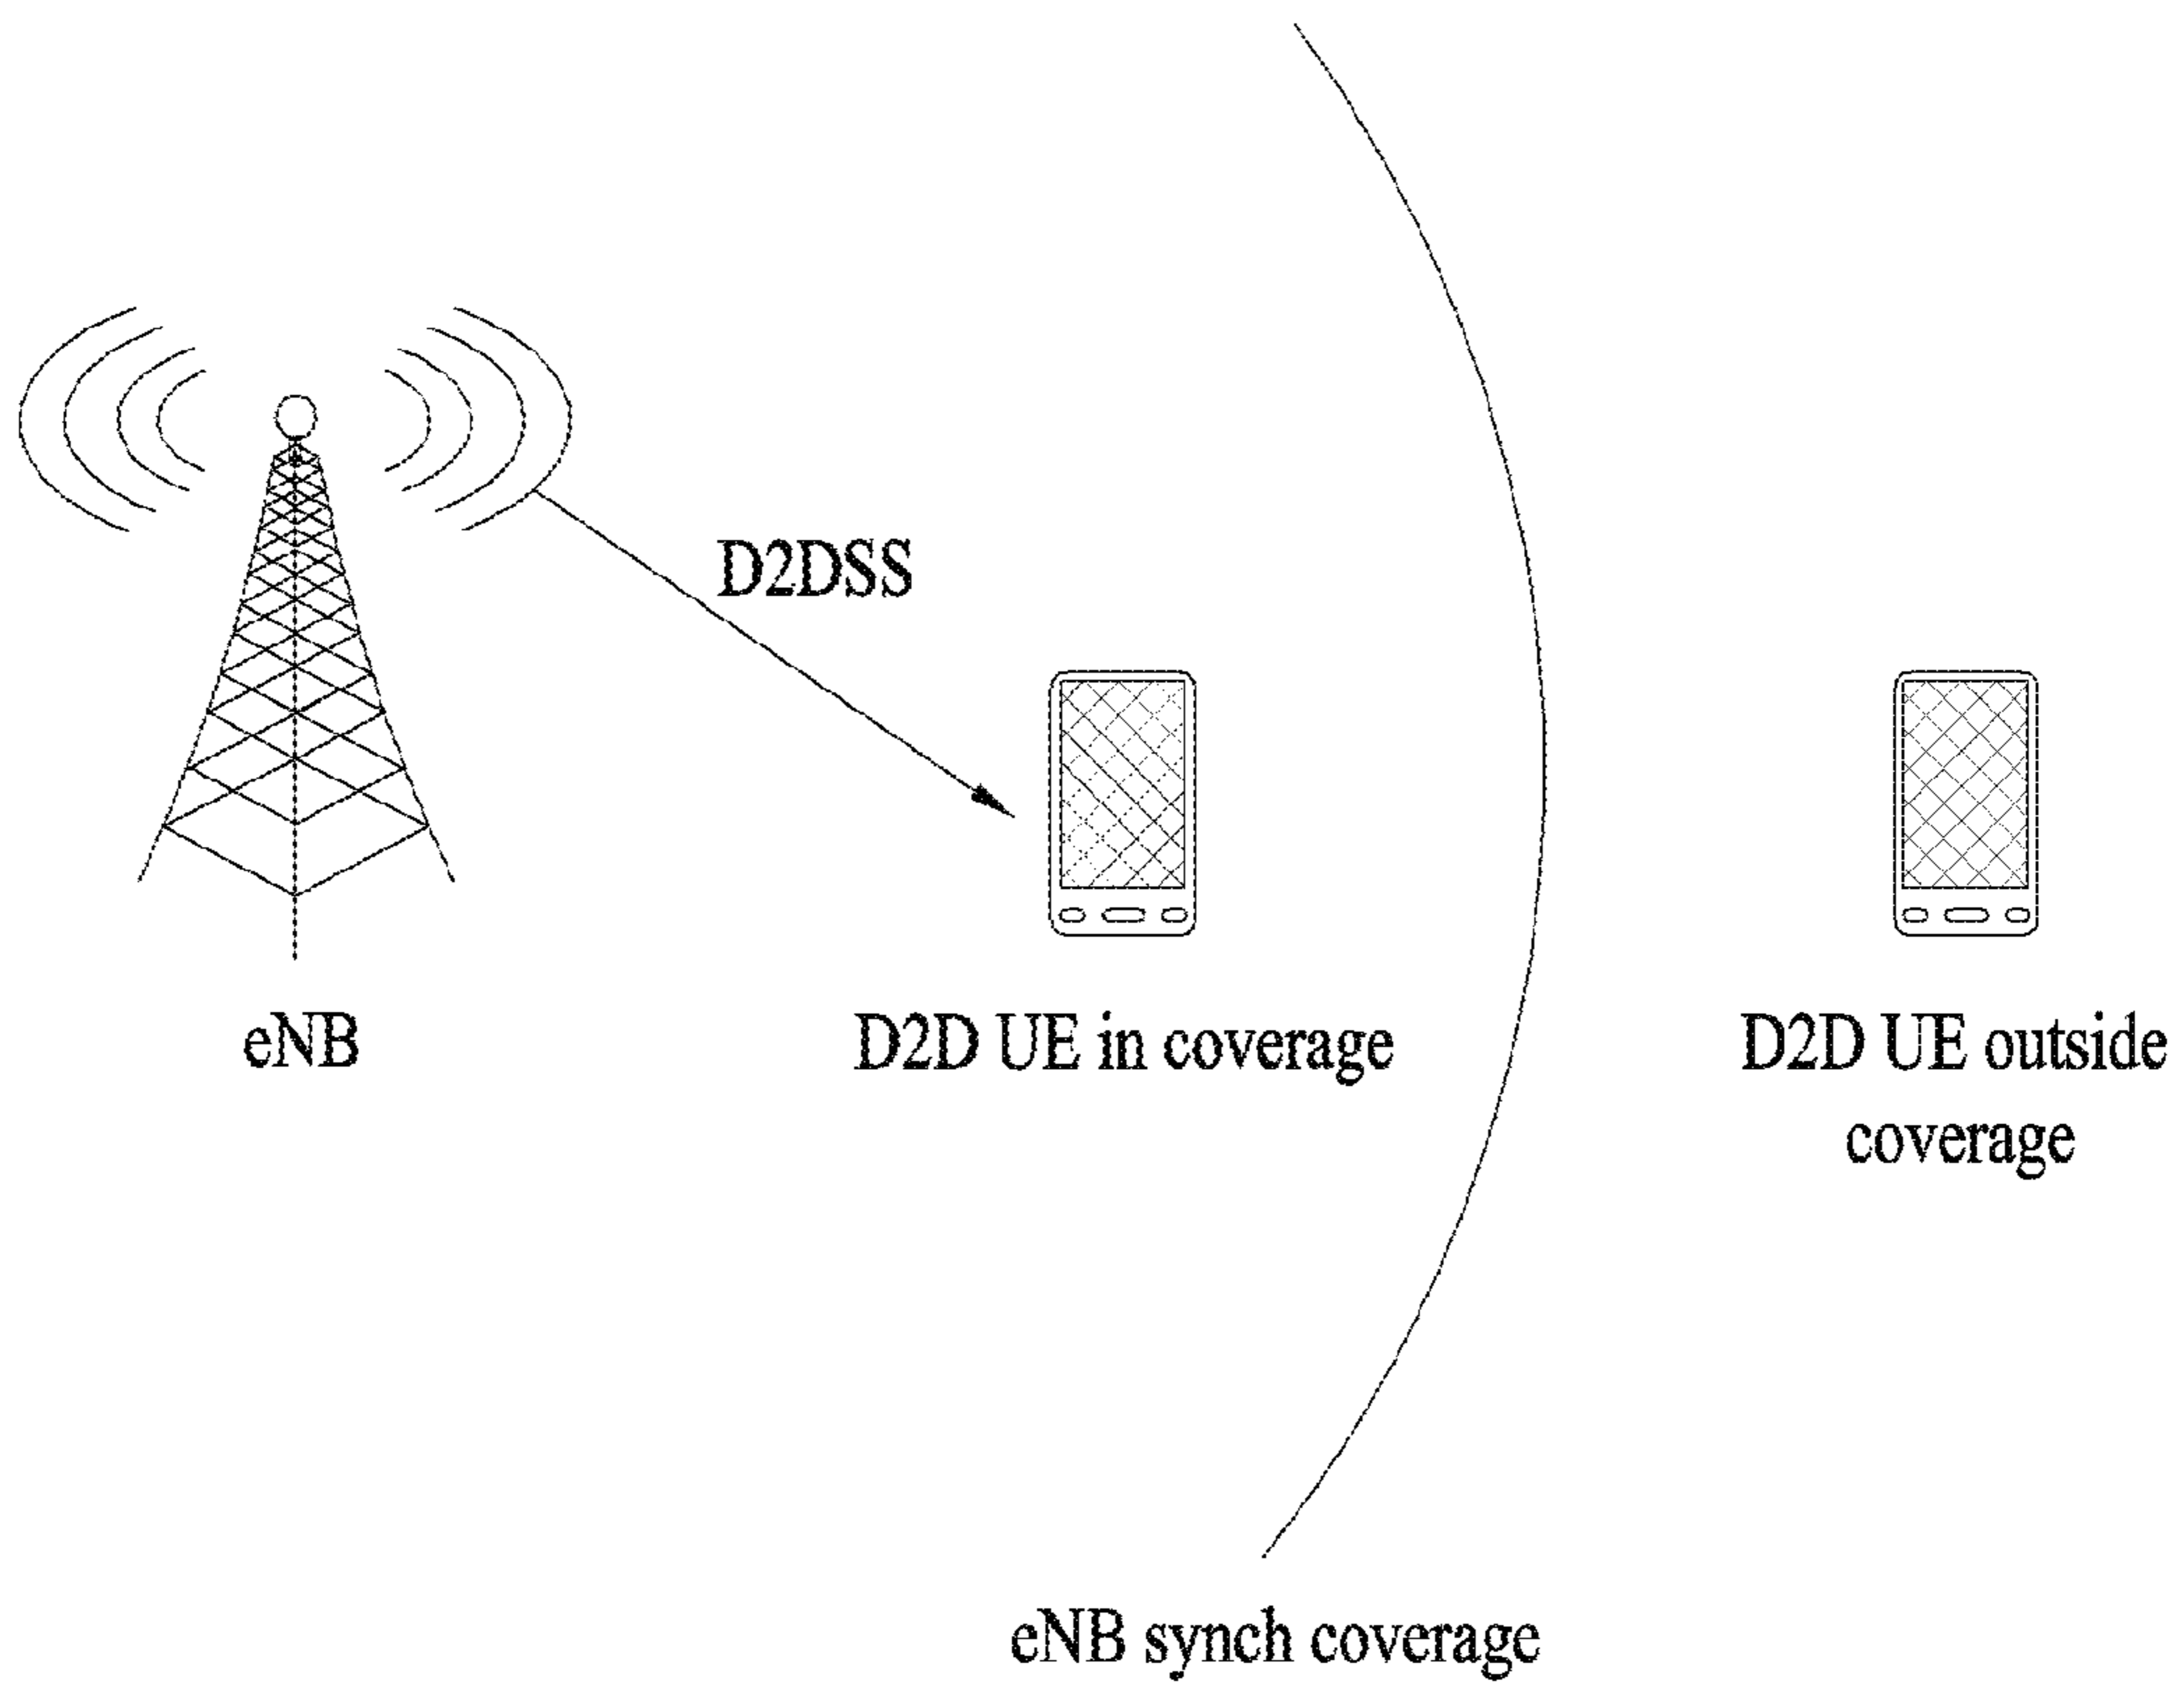 D2DSS
eNB
D2D UE in coverage
D2D UE outside
coverage
eNB synch coverage